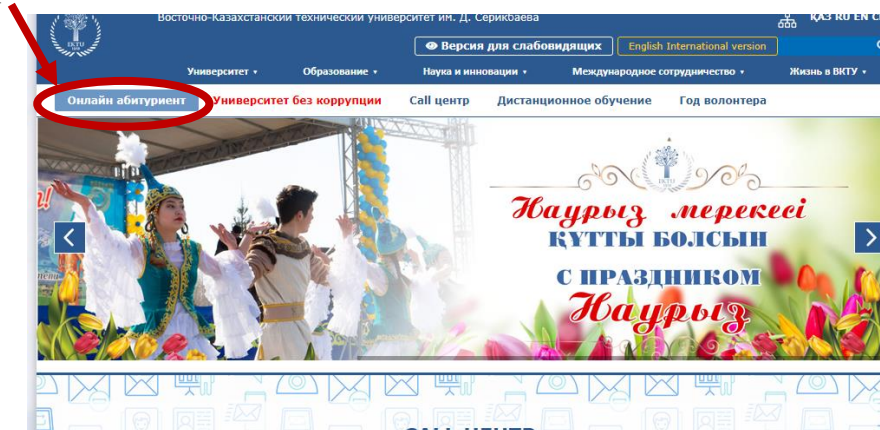 Восточно-Казахстанский технический университет им. Д. Серикбаева
ҚАЗ RU EN
Версия для слабовидящих English International version
Университет Образование Наука и инновации Международное сотрудничество Жизнь в ВКТУ
Онлайн абитуриент Университет без коррупции Call центр Дистанционное обучение Год волонтера
Наурыз мерекесі
ҚҰТТЫ БОЛСЫН
С ПРАЗДНИКОМ
Наурыз
CALL-ЦЕНТР